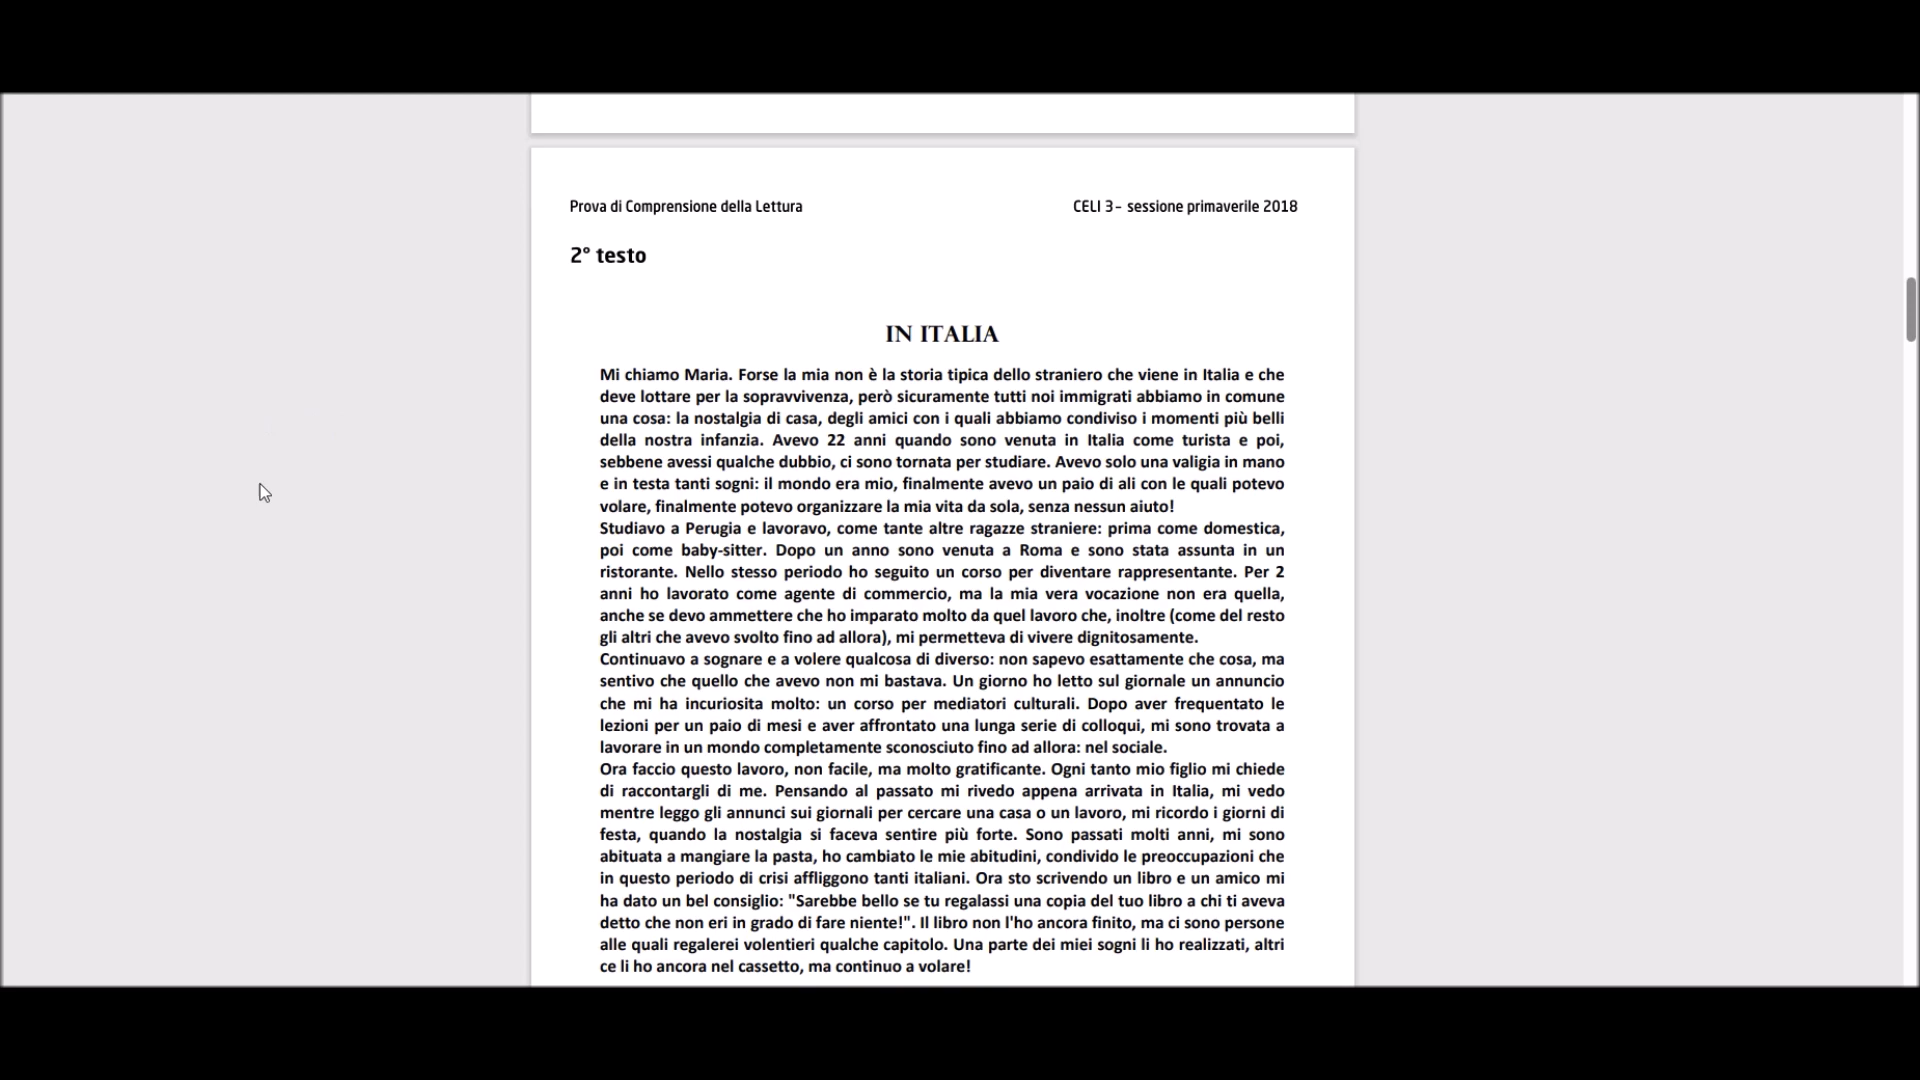 Prova di Comprensione della Lettura
CELI 3- sessione primaverile 2018
2° testo
IN ITALIA
Mi chiamo Maria. Forse la mia non è la storia tipica dello straniero che viene in Italia e che
deve lottare per la sopravvivenza, però sicuramente tutti noi immigrati abbiamo in comune
una cosa: la nostalgia di casa, degli amici con i quali abbiamo condiviso i momenti più belli
della nostra infanzia. Avevo 22 anni quando sono venuta in Italia come turista e poi,
sebbene avessi qualche dubbio, ci sono tornata per studiare. Avevo solo una valigia in mano
e in testa tanti sogni: il mondo era mio, finalmente avevo un paio di ali con le quali potevo
volare, finalmente potevo organizzare la mia vita da sola, senza nessun aiuto!
Studiavo a Perugia e lavoravo, come tante altre ragazze straniere: prima come domestica,
poi come baby-sitter. Dopo un anno sono venuta a Roma e sono stata assunta in un
ristorante. Nello stesso periodo ho seguito un corso per diventare rappresentante. Per 2
anni ho lavorato come agente di commercio, ma la mia vera vocazione non era quella,
anche se devo ammettere che ho imparato molto da quel lavoro che, inoltre (come del resto
gli altri che avevo svolto fino ad allora), mi permetteva di vivere dignitosamente.
Continuavo a sognare e a volere qualcosa di diverso: non sapevo esattamente che cosa, ma
sentivo che quello che avevo non mi bastava. Un giorno ho letto sul giornale un annuncio
che mi ha incuriosita molto: un corso per mediatori culturali. Dopo aver frequentato le
lezioni per un paio di mesi e aver affrontato una lunga serie di colloqui, mi sono trovata a
lavorare in un mondo completamente sconosciuto fino ad allora: nel sociale.
Ora faccio questo lavoro, non facile, ma molto gratificante. Ogni tanto mio figlio mi chiede
di raccontargli di me. Pensando al passato mi rivedo appena arrivata in Italia, mi vedo
mentre leggo gli annunci sui giornali per cercare una casa o un lavoro, mi ricordo i giorni di
festa, quando la nostalgia si faceva sentire più forte. Sono passati molti anni, mi sono
abituata a mangiare la pasta, ho cambiato le mie abitudini, condivido le preoccupazioni che
in questo periodo di crisi affliggono tanti italiani. Ora sto scrivendo un libro e un amico mi
ha dato un bel consiglio: "Sarebbe bello se tu regalassi una copia del tuo libro a chi ti aveva
detto che non eri in grado di fare niente!". Il libro non l'ho ancora finito, ma ci sono persone
alle quali regalerei volentieri qualche capitolo. Una parte dei miei sogni li ho realizzati, altri
ce li ho ancora nel cassetto, ma continuo a volare!